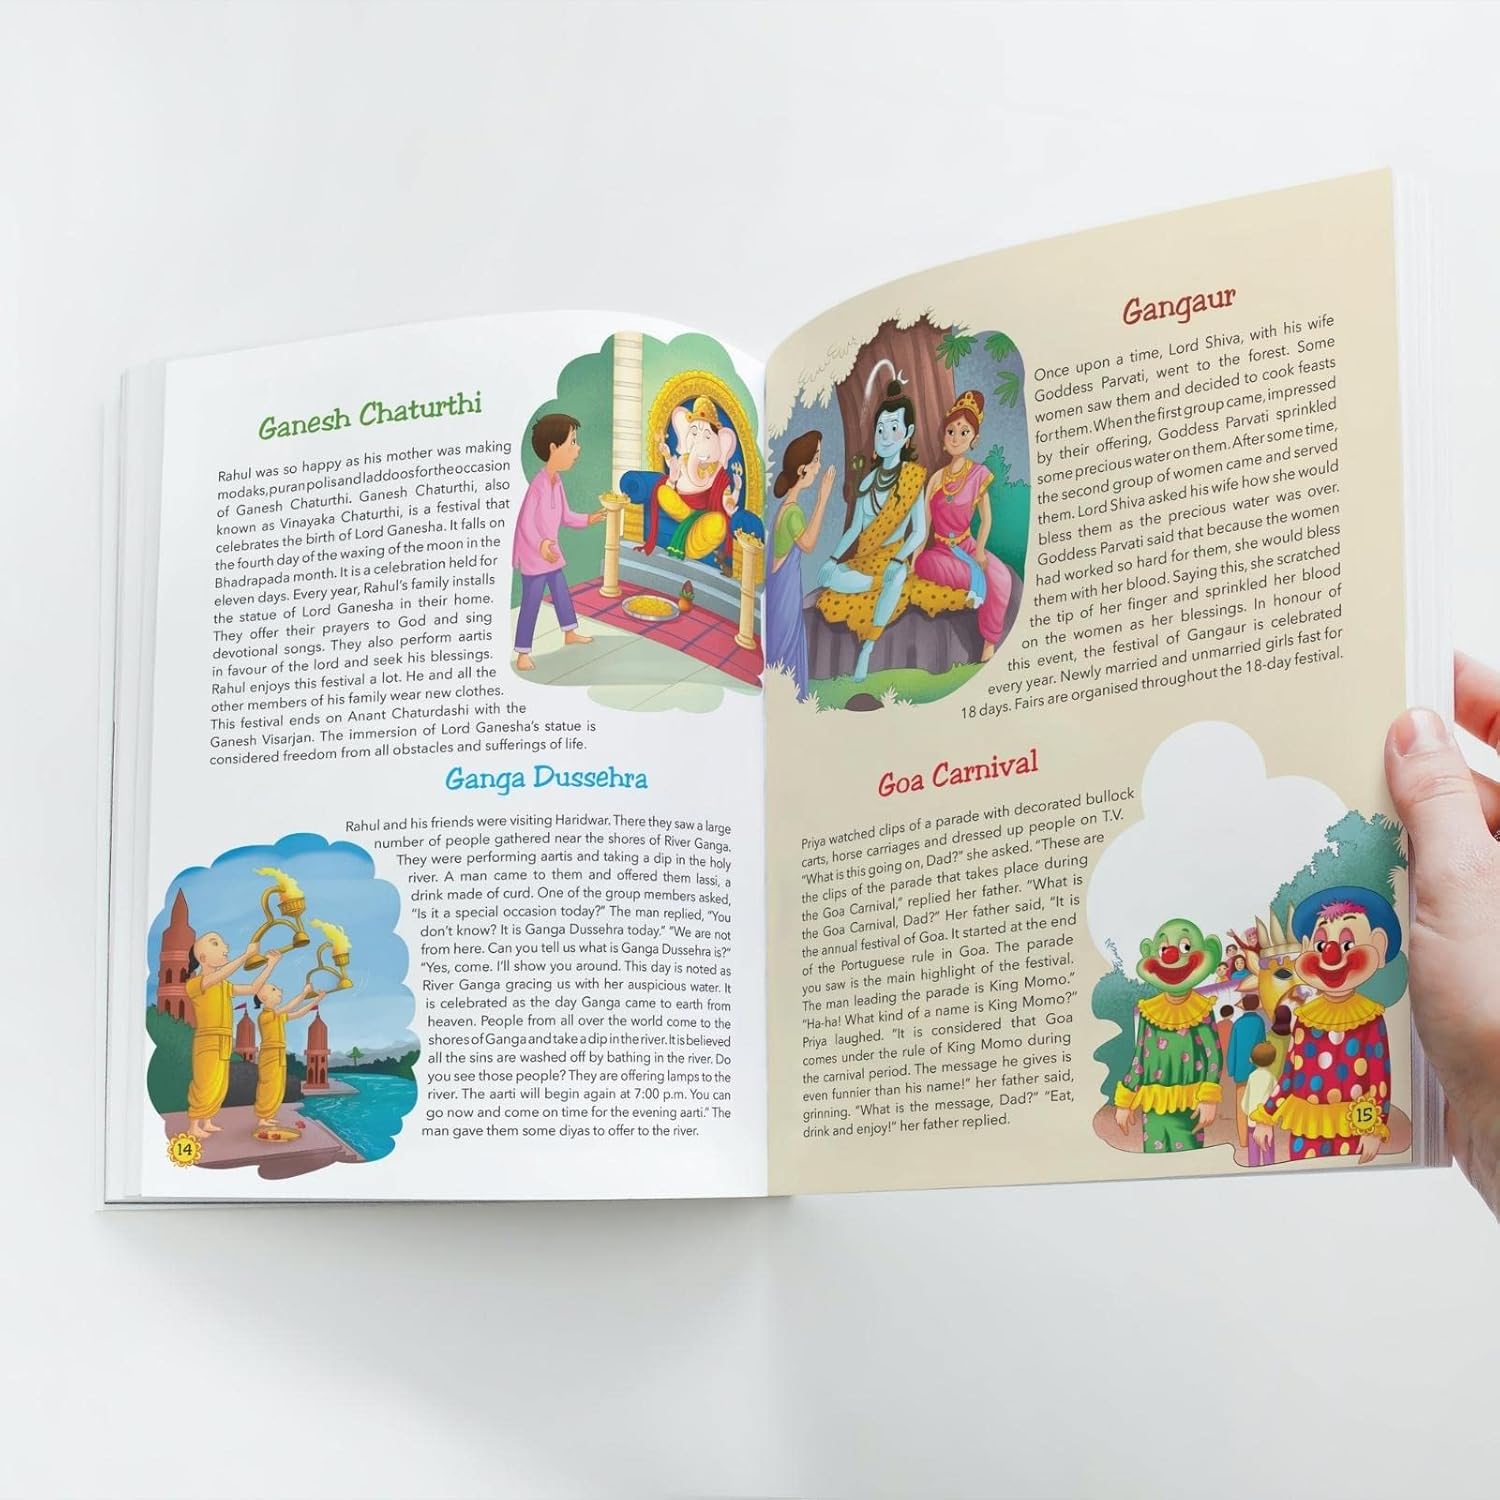 Ganesh Chaturthi
Rahul was so happy as his mother was making
modaks, puran polis and laddoos for the occasion
of Ganesh Chaturthi. Ganesh Chaturthi, also
known as Vinayaka Chaturthi, is a festival that
celebrates the birth of Lord Ganesha. It falls on
the fourth day of the waxing of the moon in the
Bhadrapada month. It is a celebration held for
eleven days. Every year, Rahul's family installs
the statue of Lord Ganesha in their home.
They offer their prayers to God and sing
devotional songs. They also perform aartis
in favour of the lord and seek his blessings.
Rahul enjoys this festival a lot. He and all the
other members of his family wear new clothes.
This festival ends on Anant Chaturdashi with the
Ganesh Visarjan. The immersion of Lord Ganesha's statue is
considered freedom from all obstacles and sufferings of life.
Ganga Dussehra
Rahul and his friends were visiting Haridwar. There they saw a large
number of people gathered near the shores of River Ganga.
They were performing aartis and taking a dip in the holy
river. A man came to them and offered them lassi, a
drink made of curd. One of the group members asked,
"Is it a special occasion today?" The man replied, "You
don't know? It is Ganga Dussehra today." "We are not
from here. Can you tell us what is Ganga Dussehra is?"
"Yes, come. I'll show you around. This day is noted as
River Ganga gracing us with her auspicious water. It
is celebrated as the day Ganga came to earth from
heaven. People from all over the world come to the
shores of Ganga and take a dip in the river. It is believed
all the sins are washed off by bathing in the river. Do
you see those people? They are offering lamps to the
river. The aarti will begin again at 7:00 p.m. You can
go now and come on time for the evening aarti." The
man gave them some diyas to offer to the river.
14
Gangaur
Once upon a time, Lord Shiva, with his wife
Goddess Parvati, went to the forest. Some
women saw them and decided to cook feasts
for them. When the first group came, impressed
by their offering, Goddess Parvati sprinkled
some precious water on them. After some time,
the second group of women came and served
them. Lord Shiva asked his wife how she would
bless them as the precious water was over.
Goddess Parvati said that because the women
had worked so hard for them, she would bless
them with her blood. Saying this, she scratched
the tip of her finger and sprinkled her blood
on the women as her blessings. In honour of
this event, the festival of Gangaur is celebrated
every year. Newly married and unmarried girls fast for
18 days. Fairs are organised throughout the 18-day festival.
Goa Carnival
Priya watched clips of a parade with decorated bullock
carts, horse carriages and dressed up people on T.V.
"What is this going on, Dad?" she asked. "These are
the clips of the parade that takes place during
the Goa Carnival," replied her father. "What is
the Goa Carnival, Dad?" Her father said, "It is
the annual festival of Goa. It started at the end
of the Portuguese rule in Goa. The parade
you saw is the main highlight of the festival.
The man leading the parade is King Momo."
"Ha-ha! What kind of a name is King Momo?"
Priya laughed. "It is considered that Goa
comes under the rule of King Momo during
the carnival period. The message he gives is
even funnier than his name!" her father said,
grinning. "What is the message, Dad?" "Eat,
drink and enjoy!" her father replied.
15